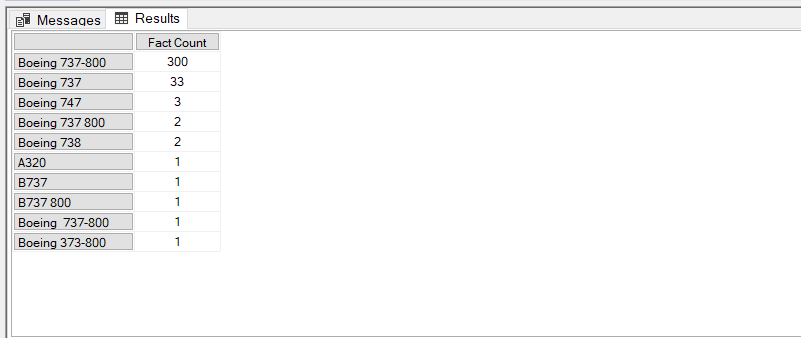 Messages Results
Fact Count
Boeing 737-800 300
Boeing 737 33
Boeing 747 3
Boeing 737 800 2
Boeing 738 2
A320 1
B737 1
B737 800 1
Boeing  737-800 1
Boeing 373-800 1